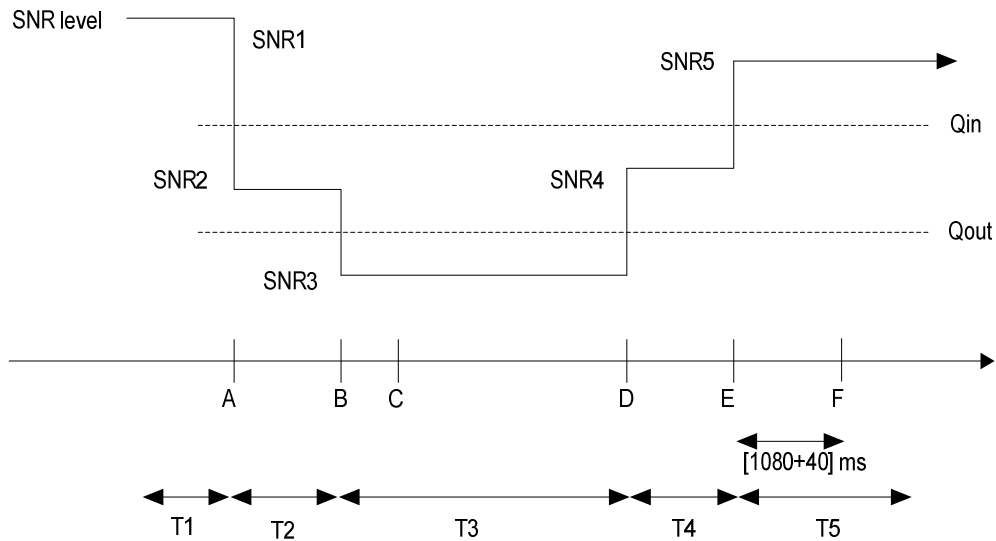 SNR level
SNR1
SNR5
Qin
SNR2
SNR4
Qout
SNR3
A B C D E F
[1080+40] ms
T1 T2 T3 T4 T5